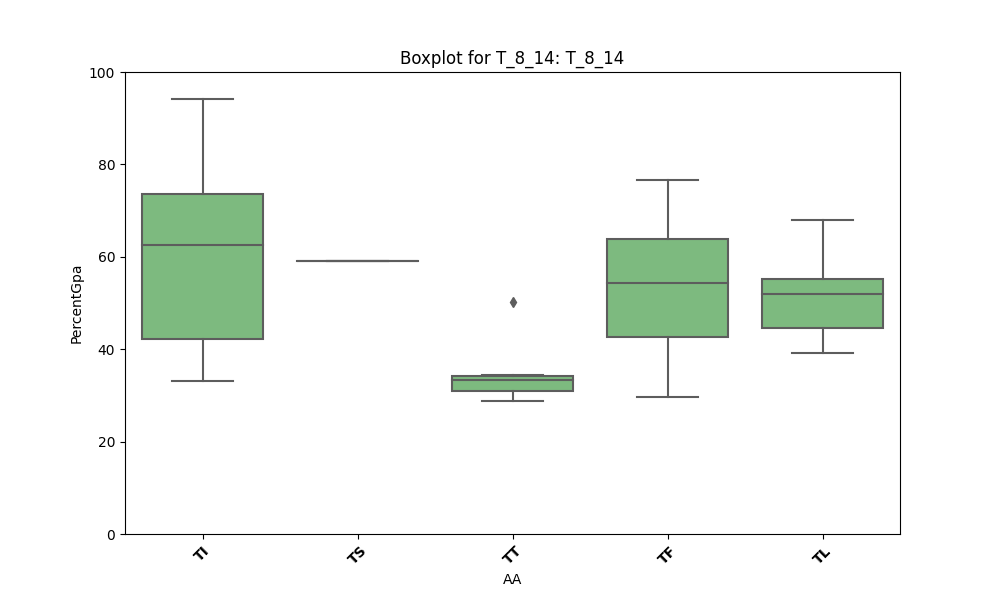 Boxplot for T_8_14: T_8_14
100
80
60
40
20
0
PercentGpa
TI
TS
TT
TF
TL
AA